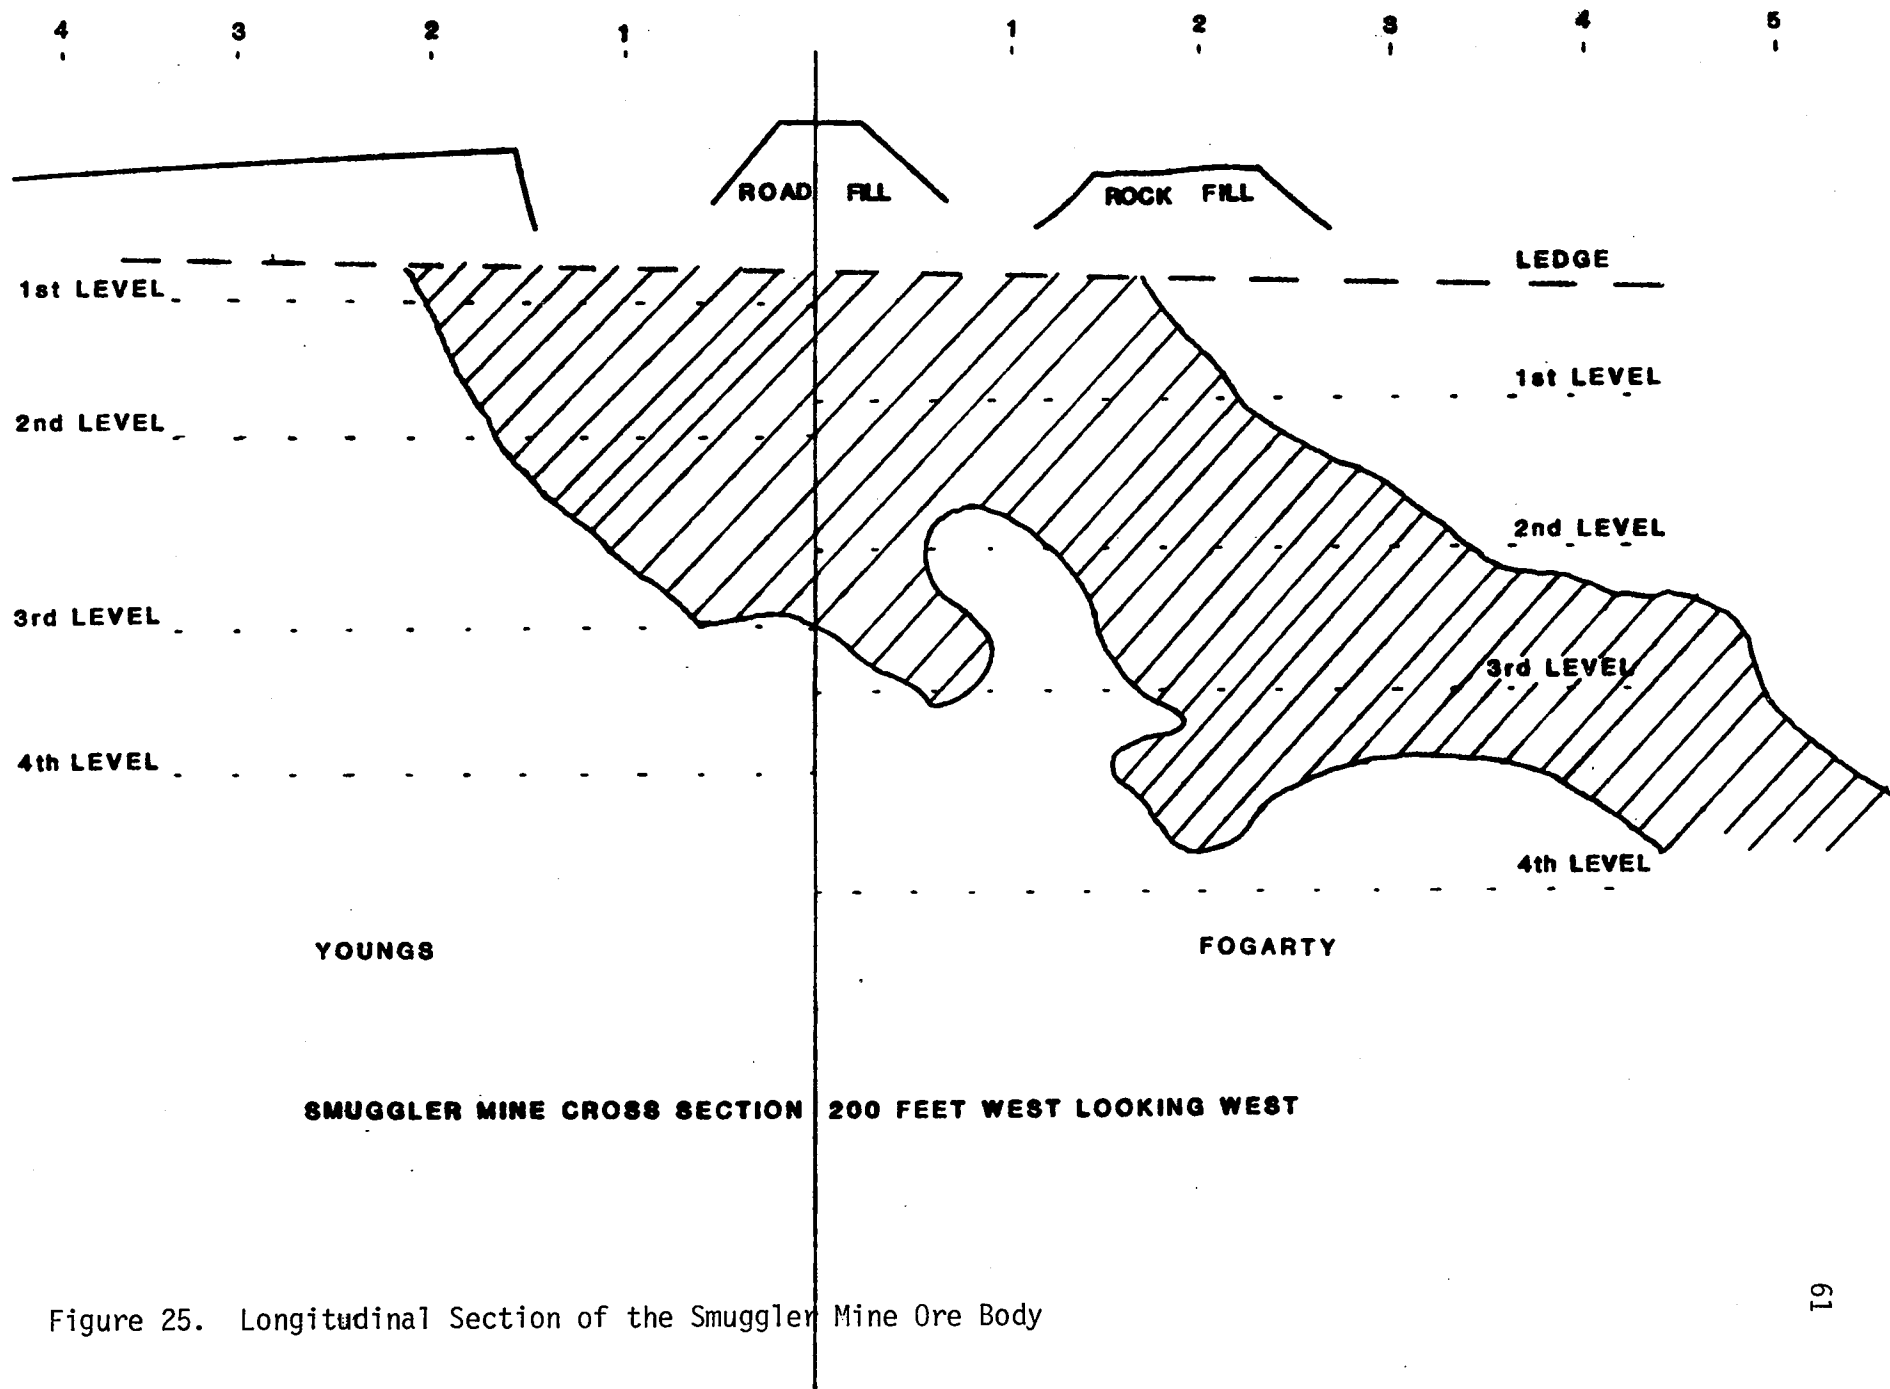 4 3 2 1 1 2 3 4 5
ROAD FILL
ROCK FILL
LEDGE
1st LEVEL
1st LEVEL
2nd LEVEL
2nd LEVEL
3rd LEVEL
3rd LEVEL
4th LEVEL
4th LEVEL
YOUNGS
FOGARTY
SMUGGLER MINE CROSS SECTION 200 FEET WEST LOOKING WEST
Figure 25. Longitudinal Section of the Smuggler Mine Ore Body
61